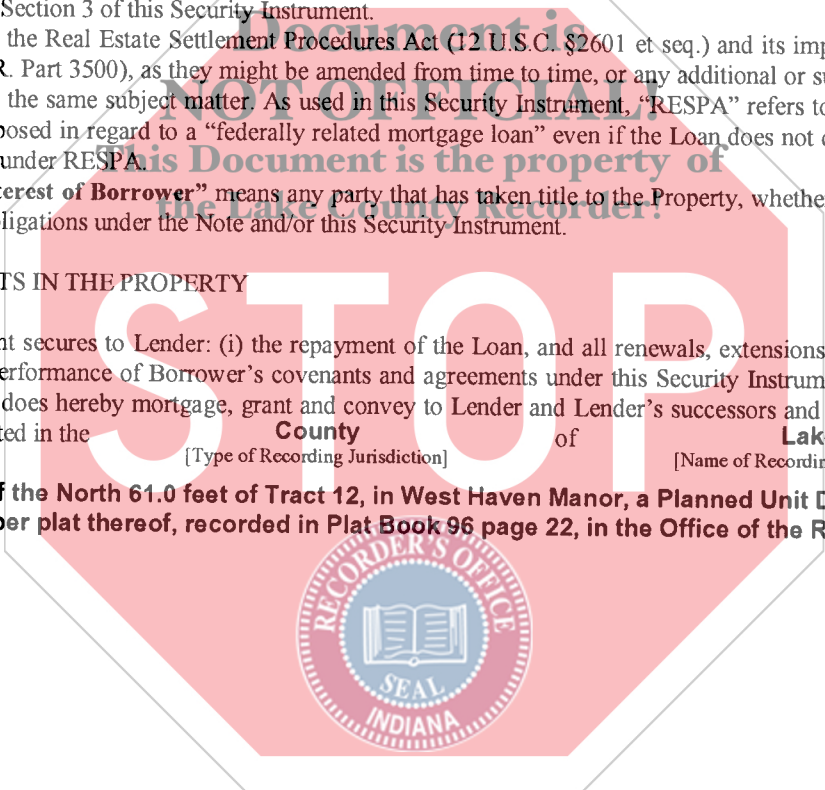 Section 3 of this Security Instrument.
Document is
the Real Estate Settlement Procedures Act (12 U.S.C. §2601 et seq.) and its imp
R. Part 3500), as they might be amended from time to time, or any additional or su
NOT OFFICIAL!
the same subject matter. As used in this Security Instrument, “RESPA” refers to
posed in regard to a “federally related mortgage loan” even if the Loan does not
under RESPA.
This Document is the property of
erest of Borrower” means any party that has taken title to the Property, whethe
the Lake County Recorder!
ligations under the Note and/or this Security Instrument.
TS IN THE PROPERTY
STOP
nt secures to Lender: (i) the repayment of the Loan, and all renewals, extensions
erformance of Borrower’s covenants and agreements under this Security Instrum
does hereby mortgage, grant and convey to Lender and Lender’s successors and
ted in the County of Lak
[Type of Recording Jurisdiction] [Name of Recordin
f the North 61.0 feet of Tract 12, in West Haven Manor, a Planned Unit D
per plat thereof, recorded in Plat Book 96 page 22, in the Office of the R
RECORDER'S OFFICE
SEAL
INDIANA